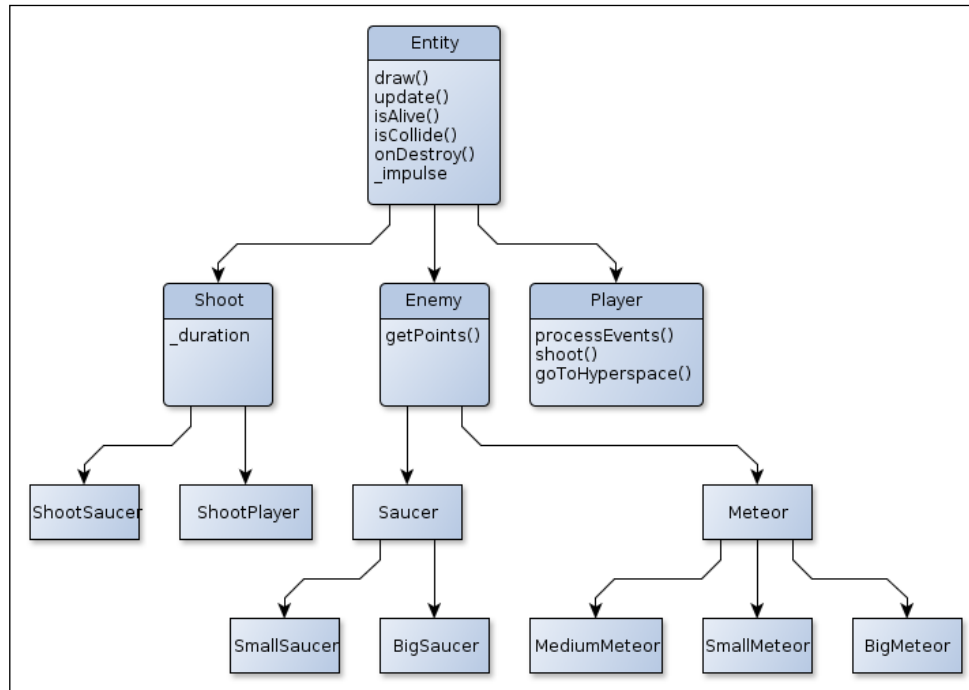 Entity
draw()
update()
isAlive()
isCollide()
onDestroy()
_impulse
Shoot
_duration
Enemy
getPoints()
Player
processEvents()
shoot()
goToHyperspace()
ShootSaucer
ShootPlayer
Saucer
Meteor
SmallSaucer
BigSaucer
MediumMeteor
SmallMeteor
BigMeteor